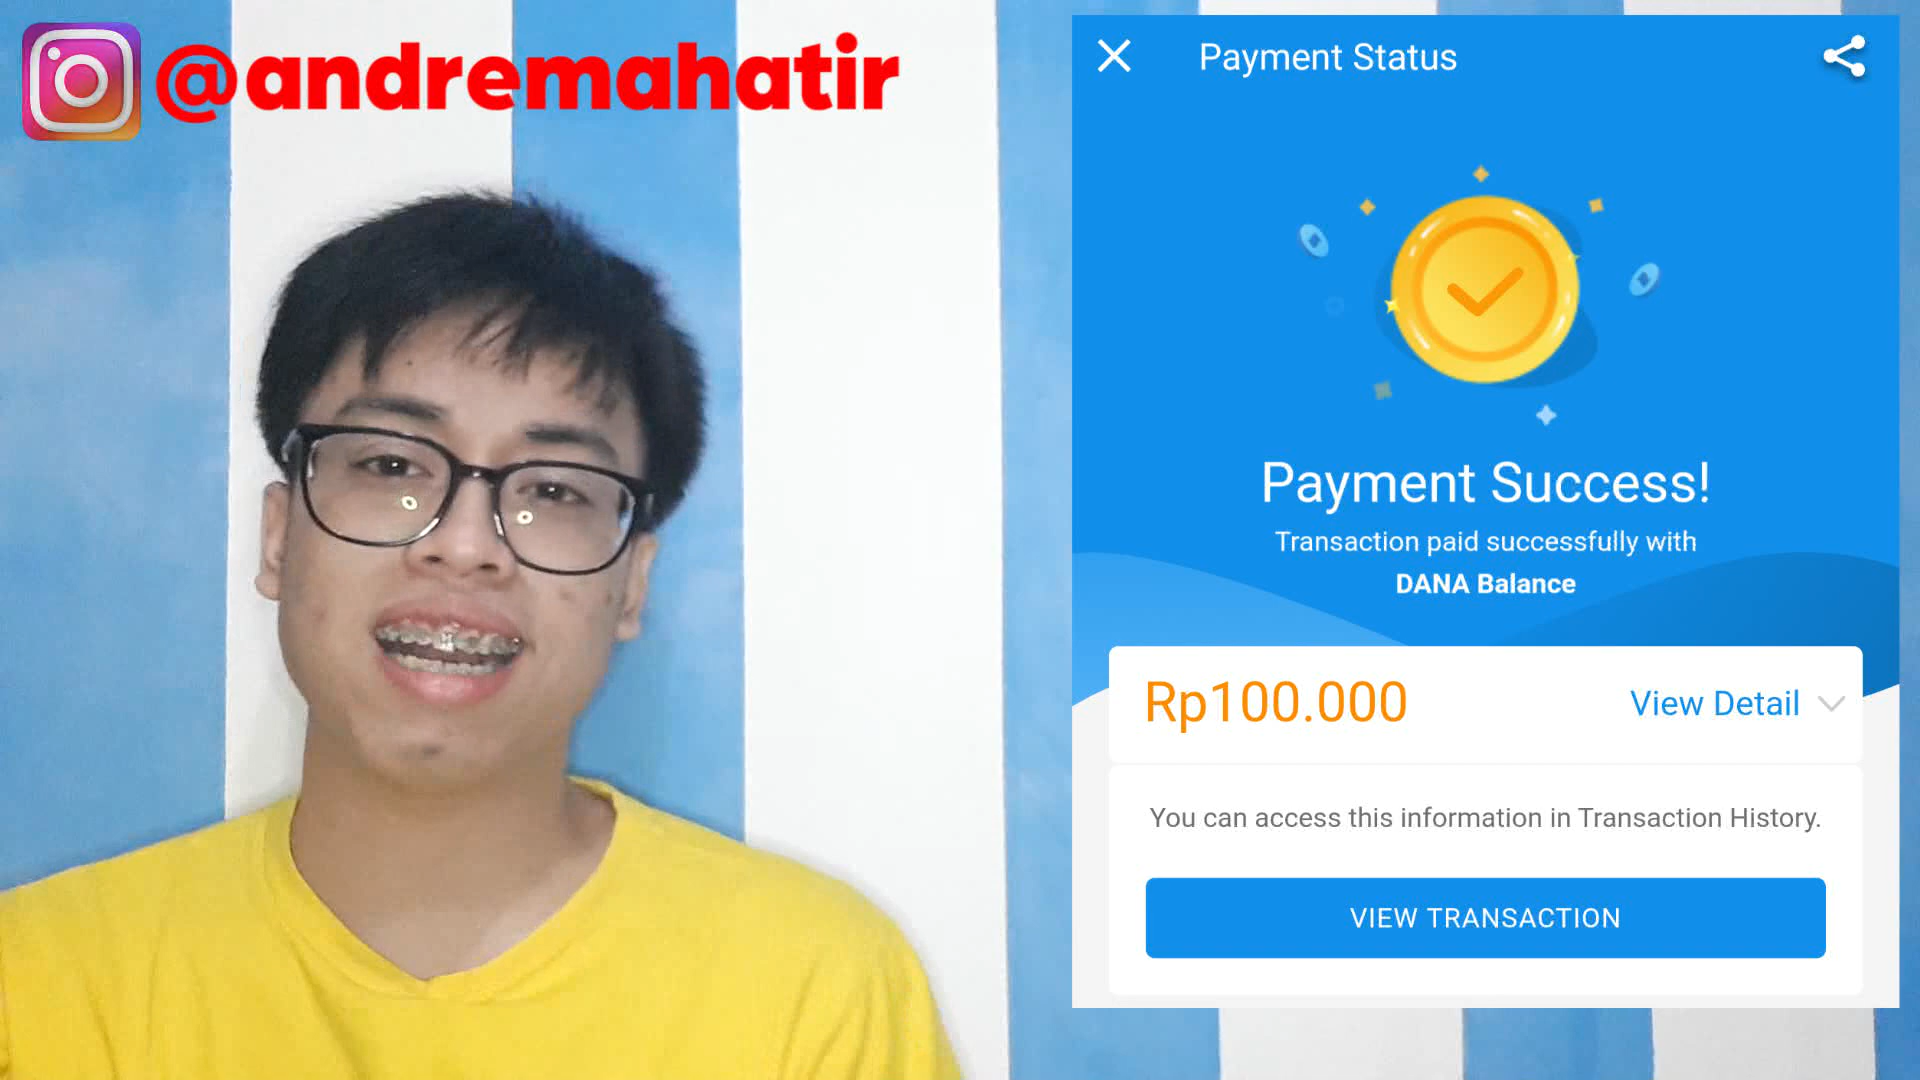 @andremahatir
Payment Status
Payment Success!
Transaction paid successfully with
DANA Balance
Rp100.000
View Detail
You can access this information in Transaction History.
VIEW TRANSACTION